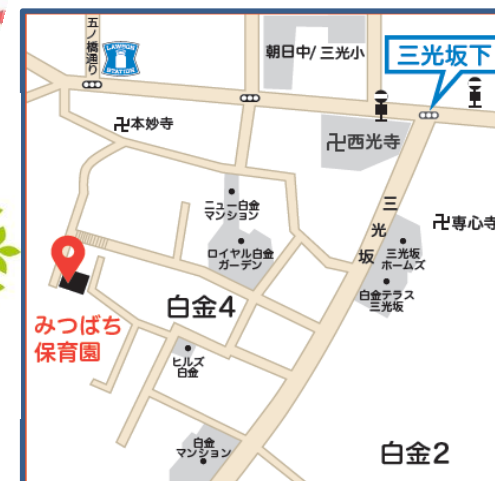 五ノ橋通り
LAWSON
STATION
朝日中/三光小
三光坂下
卍本妙寺
卍西光寺
ニュー白金
マンション
三光坂
卍専心寺
ロイヤル白金
ガーデン
三光坂
ホームズ
白金テラス
三光坂
白金4
みつばち
保育園
ヒルズ
白金
白金
マンション
白金2